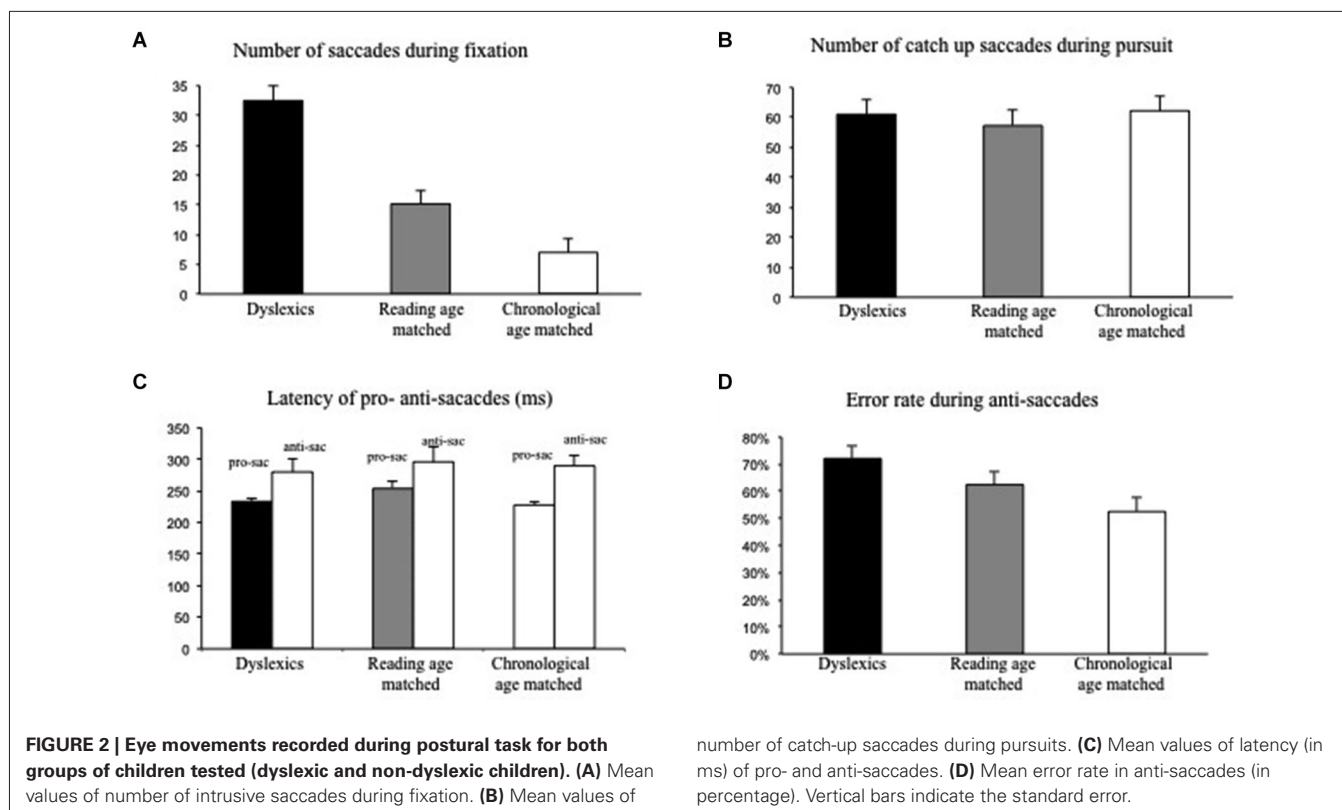 A
Number of saccades during fixation
35
30
25
20
15
10
5
0
Dyslexics
Reading age
matched
Chronological
age matched
B
Number of catch up saccades during pursuit
70
60
50
40
30
20
10
0
Dyslexics
Reading age
matched
Chronological
age matched
C
Latency of pro- anti-sacacdes (ms)
350
300
250
200
150
100
50
0
pro-sac
anti-sac
pro-sac
anti-sac
pro-sac
anti-sac
Dyslexics
Reading age
matched
Chronological
age matched
D
Error rate during anti-saccades
80%
70%
60%
50%
40%
30%
20%
10%
0%
Dyslexics
Reading age
matched
Chronological
age matched
FIGURE 2 | Eye movements recorded during postural task for both
groups of children tested (dyslexic and non-dyslexic children). (A) Mean
values of number of intrusive saccades during fixation. (B) Mean values of
number of catch-up saccades during pursuits. (C) Mean values of latency (in
ms) of pro- and anti-saccades. (D) Mean error rate in anti-saccades (in
percentage). Vertical bars indicate the standard error.